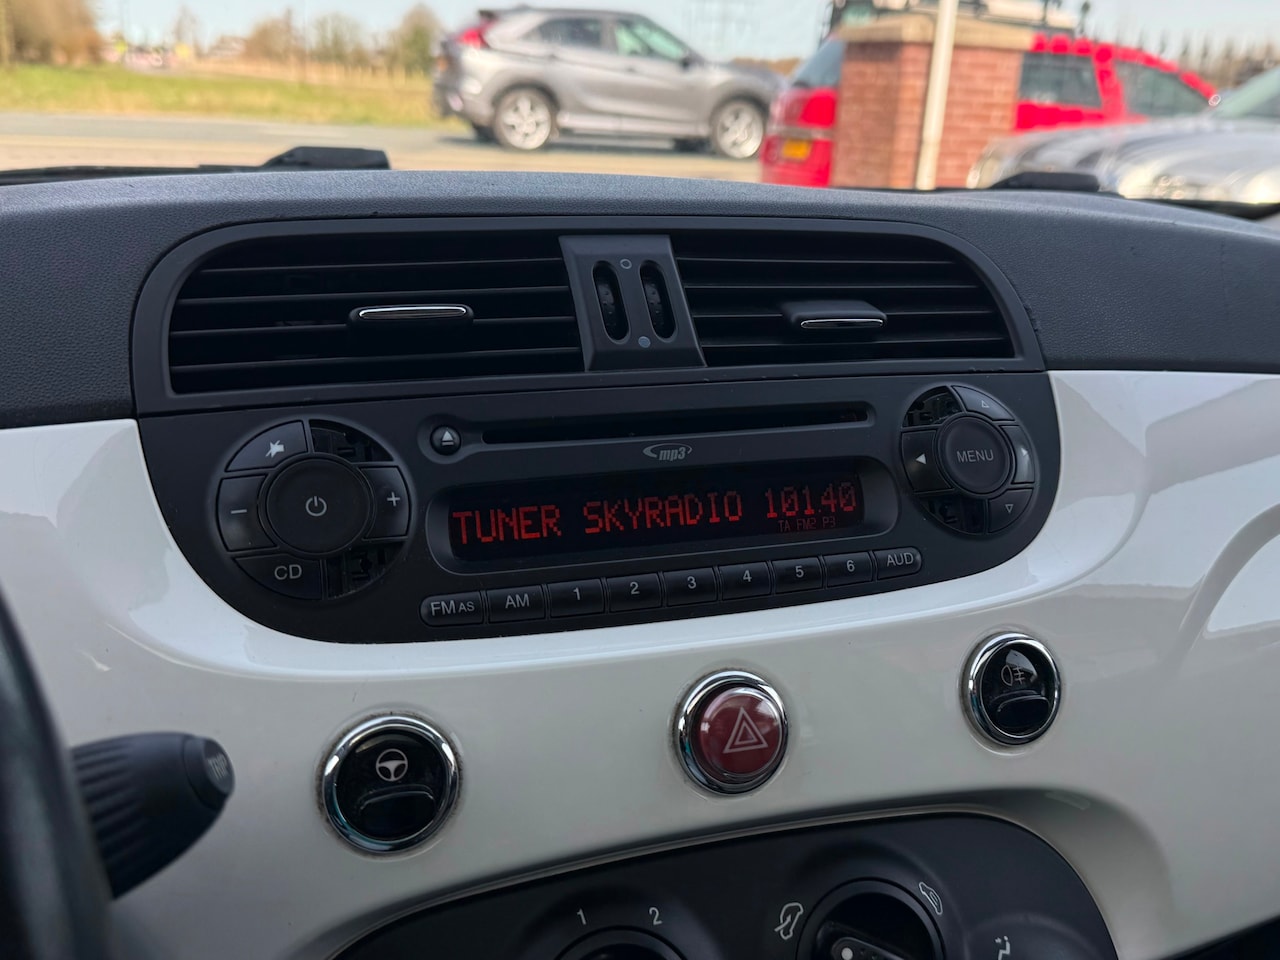 mp3
TUNER SKYRADIO 101.40
TA FM2 P3
MENU
CD
FM AS AM 1 2 3 4 5 6 AUD
TRIP
1 2